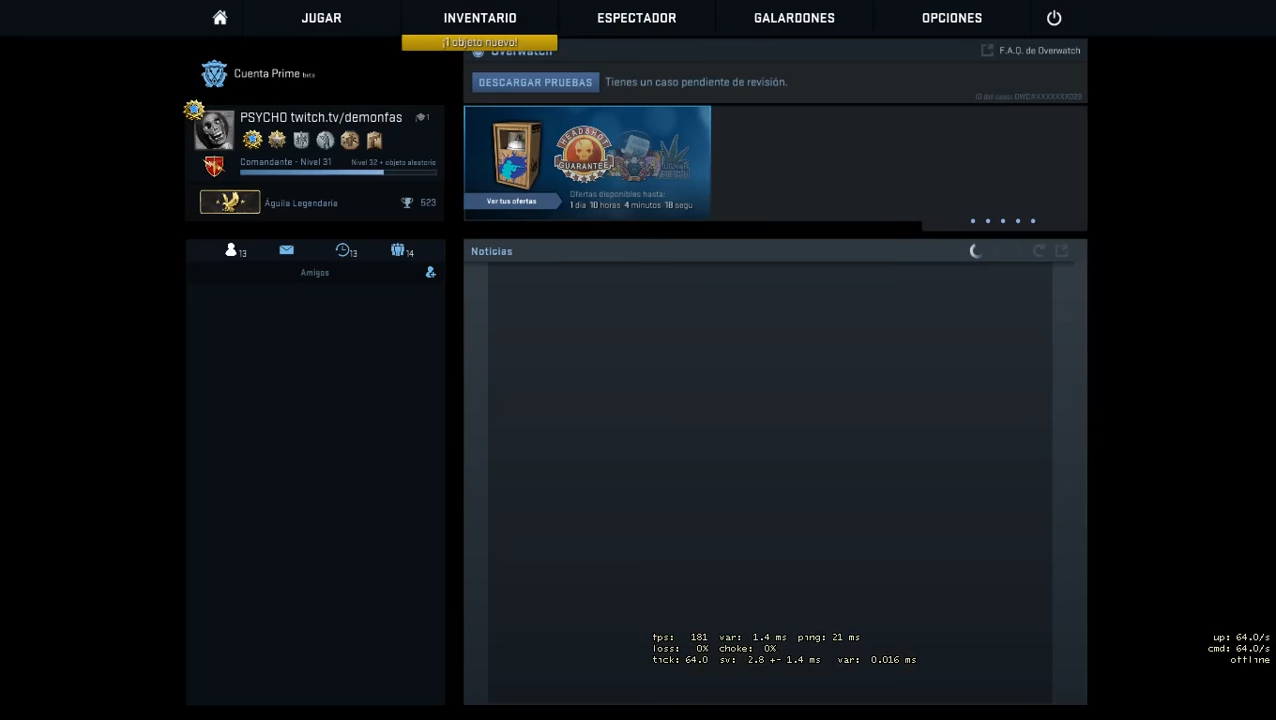 JUGAR
INVENTARIO
ESPECTADOR
GALARDONES
OPCIONES
¡1 objeto nuevo!
Overwatch
F.A.Q. de Overwatch
Cuenta Prime beta
DESCARGAR PRUEBAS
Tienes un caso pendiente de revisión.
PSYCHO twitch.tv/demonfas
1
Comandante - Nivel 31
Nivel 32 + objeto aleatorio
HEADSHOT
GUARANTEE
Ver tus ofertas
Ofertas disponibles hasta:
1 día 10 horas 4 minutos 18 segu
Águila Legendaria
523
13
13
14
Noticias
Amigos
fps: 181 var: 1.4 ms ping: 21 ms
loss: 0% choke: 0%
tick: 64.0 sv: 2.8 +- 1.4 ms var: 0.016 ms
up: 64.0/s
cmd: 64.0/s
offline